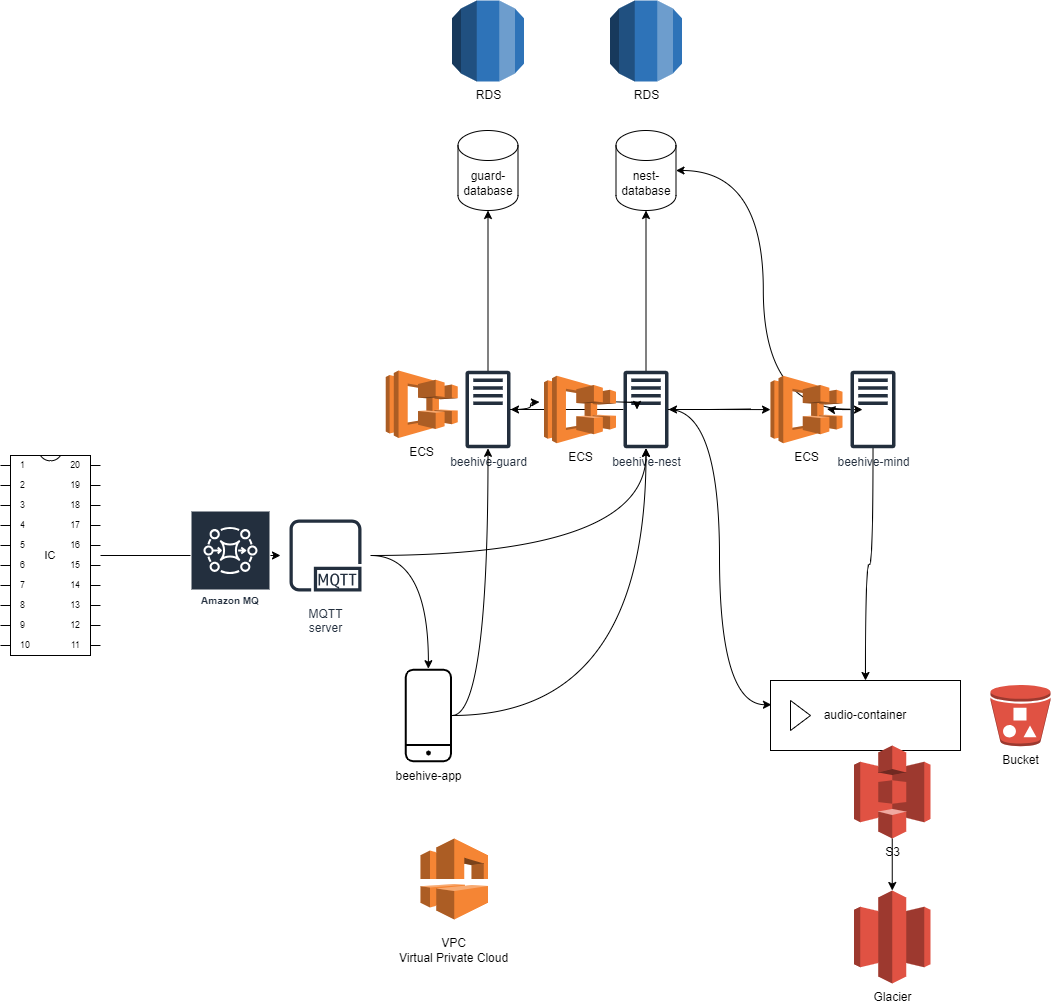 RDS
RDS
guard-
database
nest-
database
ECS
beehive-guard
ECS
beehive-nest
ECS
beehive-mind
1
20
2
19
3
18
4
17
5
IC
16
6
15
7
14
8
13
9
12
10
11
Amazon MQ
MQTT
MQTT
server
audio-container
Bucket
beehive-app
S3
VPC
Virtual Private Cloud
Glacier